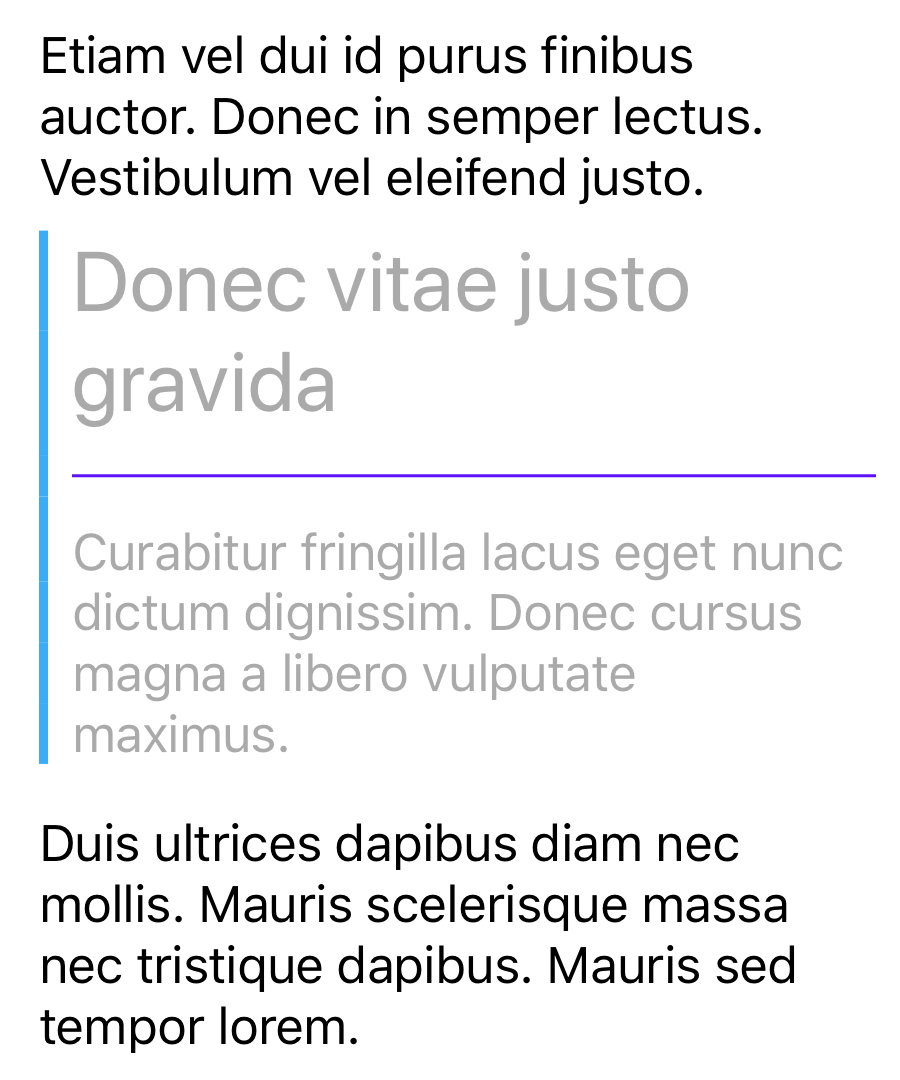 Etiam vel dui id purus finibus
auctor. Donec in semper lectus.
Vestibulum vel eleifend justo.
Donec vitae justo
gravida
Curabitur fringilla lacus eget nunc
dictum dignissim. Donec cursus
magna a libero vulputate
maximus.
Duis ultrices dapibus diam nec
mollis. Mauris scelerisque massa
nec tristique dapibus. Mauris sed
tempor lorem.